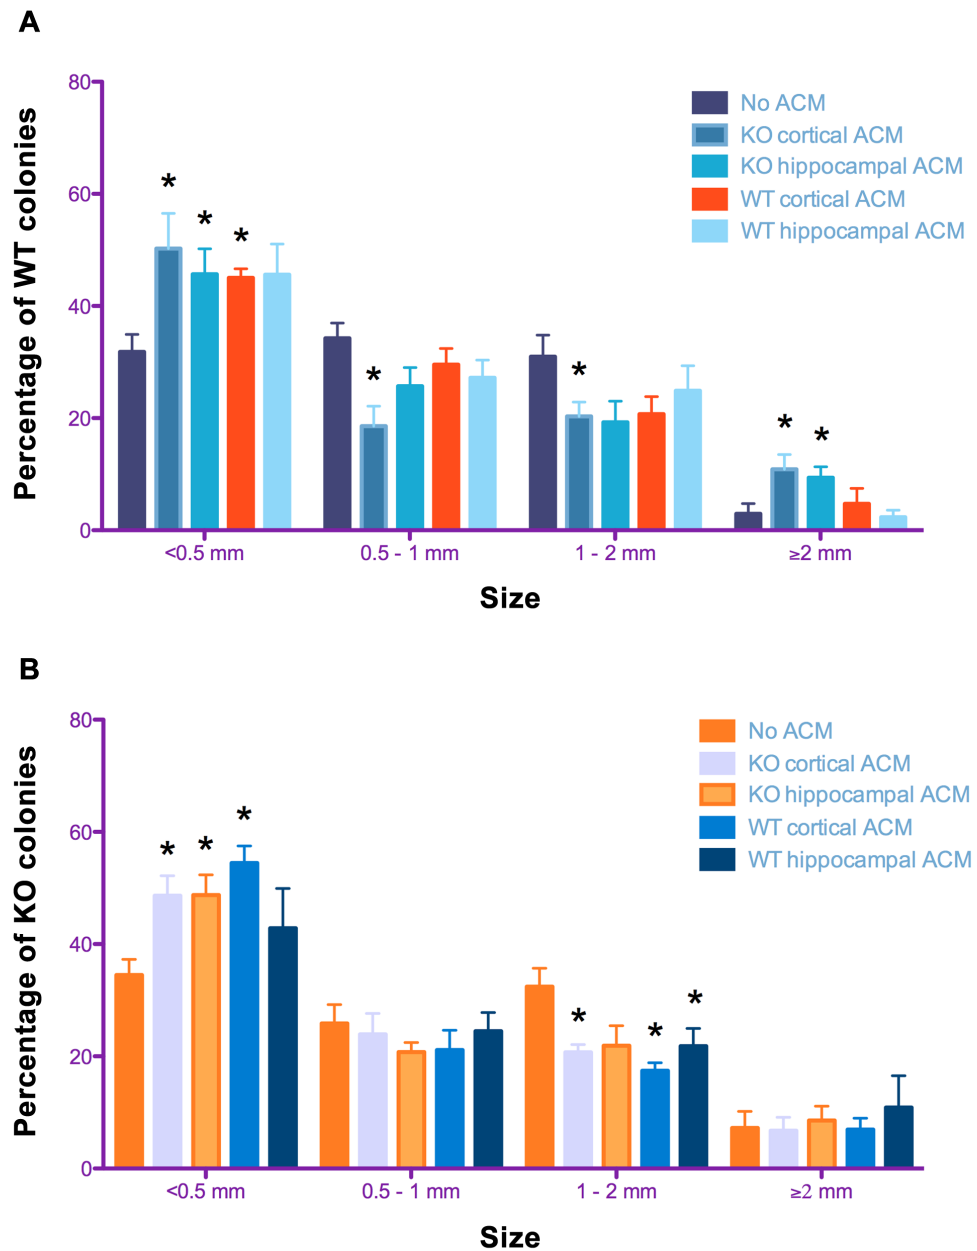 A
Percentage of WT colonies
80
60
40
20
0
No ACM
KO cortical ACM
KO hippocampal ACM
WT cortical ACM
WT hippocampal ACM
* * * *
* * * *
<0.5 mm 0.5 - 1 mm 1 - 2 mm ≥2 mm
Size
B
Percentage of KO colonies
80
60
40
20
0
No ACM
KO cortical ACM
KO hippocampal ACM
WT cortical ACM
WT hippocampal ACM
* * *
* * *
<0.5 mm 0.5 - 1 mm 1 - 2 mm ≥2 mm
Size